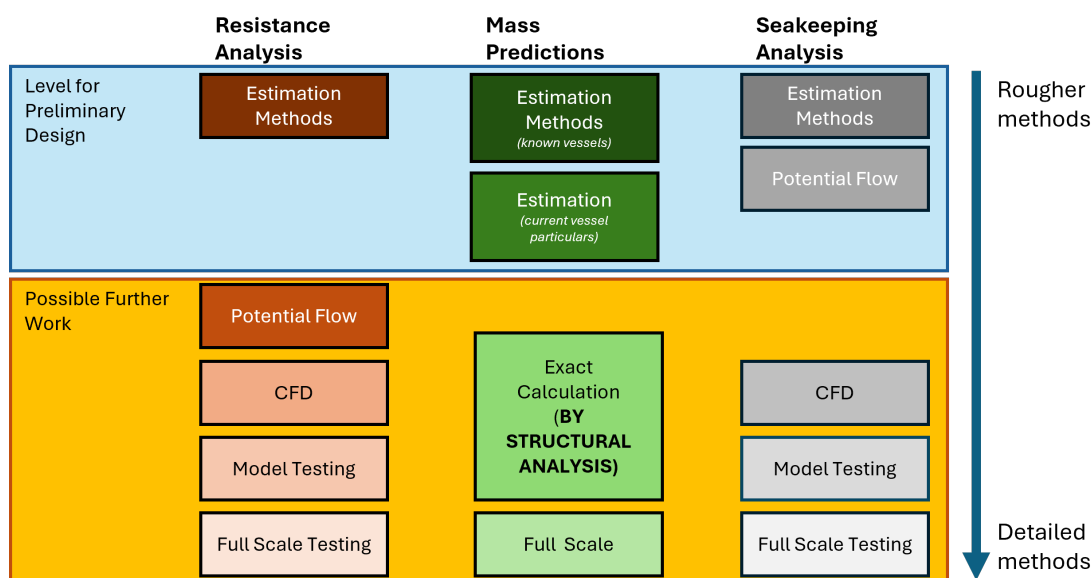 Resistance
Analysis
Mass
Predictions
Seakeeping
Analysis
Level for
Preliminary
Design
Estimation
Methods
Estimation
Methods
(known vessels)
Estimation
(current vessel
particulars)
Estimation
Methods
Potential Flow
Rougher
methods
Possible Further
Work
Potential Flow
CFD
Model Testing
Full Scale Testing
Exact
Calculation
(BY
STRUCTURAL
ANALYSIS)
Full Scale
CFD
Model Testing
Full Scale Testing
Detailed
methods